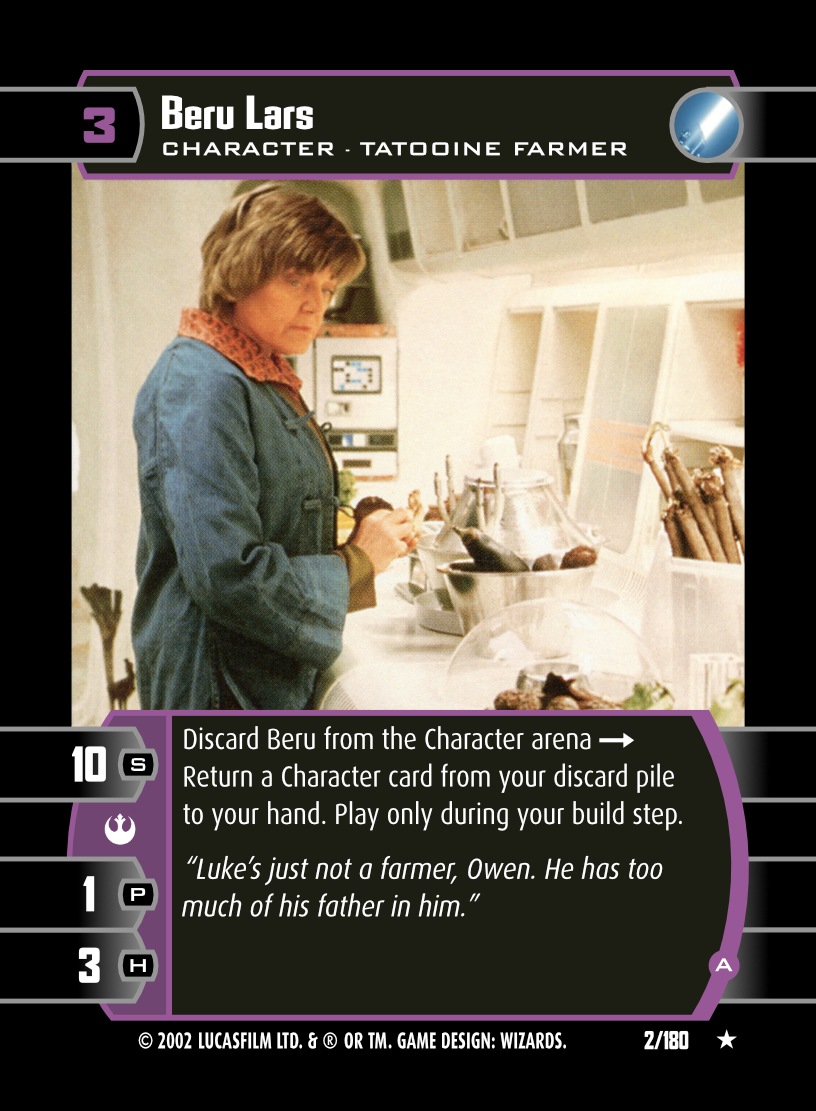 3
Beru Lars
CHARACTER - TATOOINE FARMER
10 S
Discard Beru from the Character arena →
Return a Character card from your discard pile
to your hand. Play only during your build step.
1 P
“Luke’s just not a farmer, Owen. He has too
much of his father in him.”
3 H
A
© 2002 LUCASFILM LTD. & ® OR TM. GAME DESIGN: WIZARDS.
2/180 ★